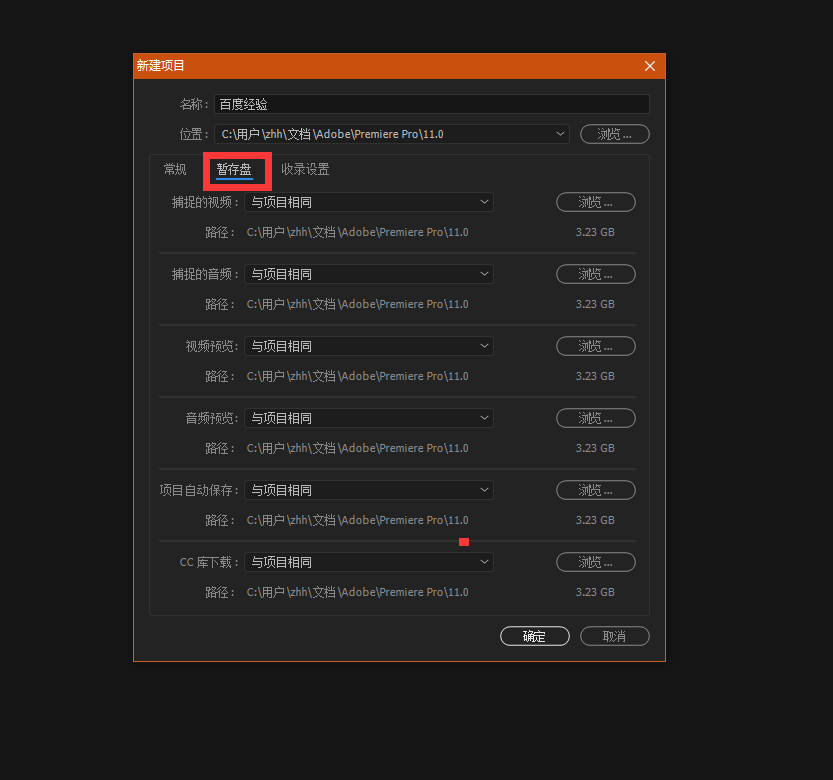 新建项目
名称： 百度经验
位置： C:\用户\zhh\文档\Adobe\Premiere Pro\11.0 浏览...
常规 暂存盘 收录设置
捕捉的视频： 与项目相同 浏览...
路径： C:\用户\zhh\文档\Adobe\Premiere Pro\11.0 3.23 GB
捕捉的音频： 与项目相同 浏览...
路径： C:\用户\zhh\文档\Adobe\Premiere Pro\11.0 3.23 GB
视频预览： 与项目相同 浏览...
路径： C:\用户\zhh\文档\Adobe\Premiere Pro\11.0 3.23 GB
音频预览： 与项目相同 浏览...
路径： C:\用户\zhh\文档\Adobe\Premiere Pro\11.0 3.23 GB
项目自动保存： 与项目相同 浏览...
路径： C:\用户\zhh\文档\Adobe\Premiere Pro\11.0 3.23 GB
CC 库下载： 与项目相同 浏览...
路径： C:\用户\zhh\文档\Adobe\Premiere Pro\11.0 3.23 GB
确定 取消